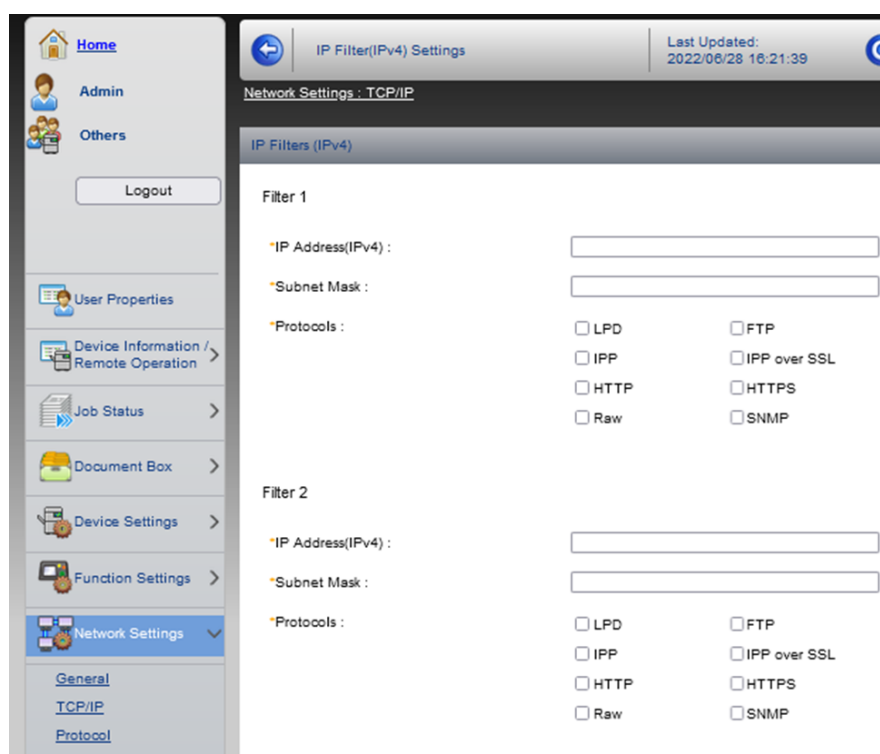 Home
Admin
Others
Logout
User Properties
Device Information /
Remote Operation
Job Status
Document Box
Device Settings
Function Settings
Network Settings
General
TCP/IP
Protocol
IP Filter(IPv4) Settings
Last Updated:
2022/06/28 16:21:39
Network Settings : TCP/IP
IP Filters (IPv4)
Filter 1
*IP Address(IPv4) :
*Subnet Mask :
*Protocols :
LPD FTP
IPP IPP over SSL
HTTP HTTPS
Raw SNMP
Filter 2
*IP Address(IPv4) :
*Subnet Mask :
*Protocols :
LPD FTP
IPP IPP over SSL
HTTP HTTPS
Raw SNMP